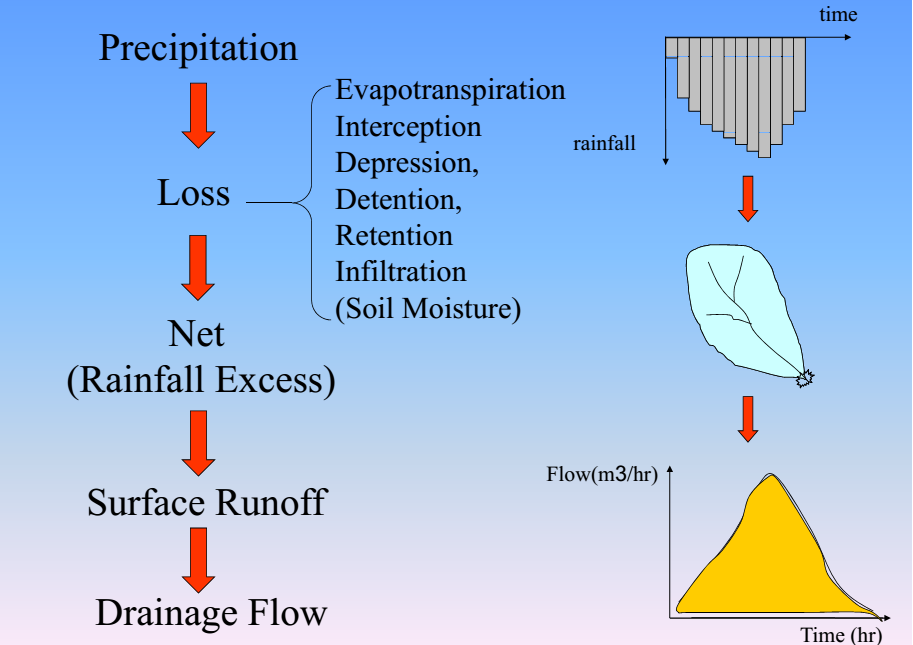 Precipitation
Loss
Evapotranspiration
Interception
Depression,
Detention,
Retention
Infiltration
(Soil Moisture)
Net
(Rainfall Excess)
Surface Runoff
Drainage Flow
time
rainfall
Flow(m3/hr)
Time (hr)